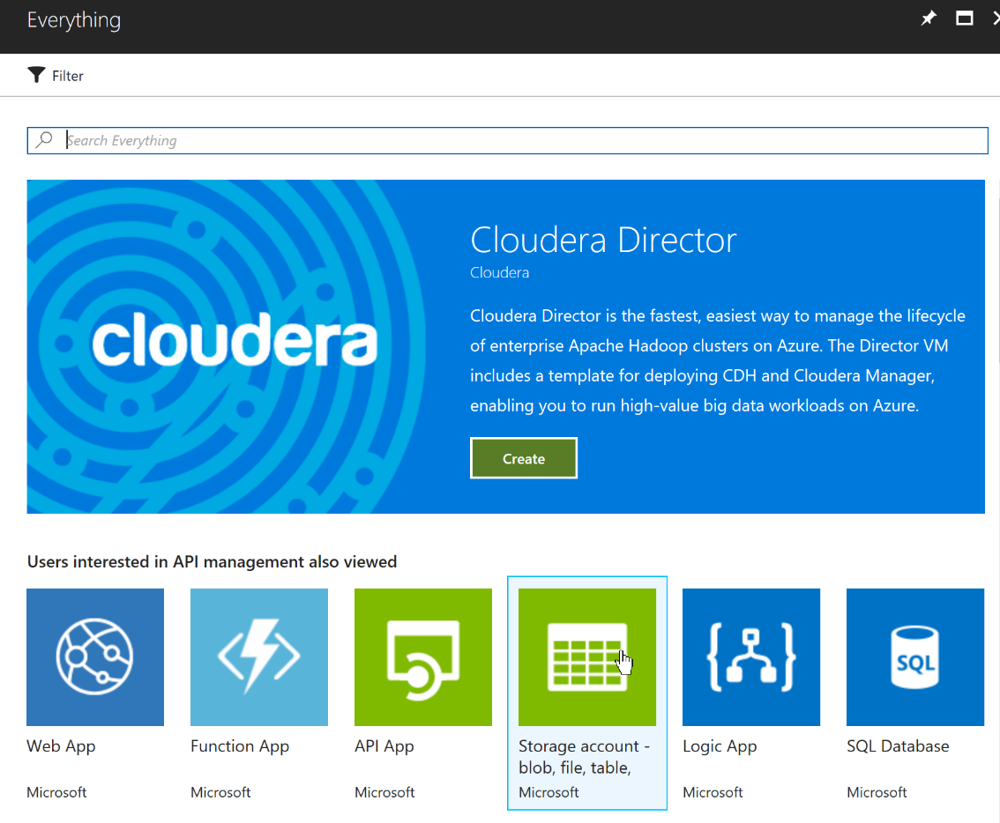 Everything
Filter
Search Everything
cloudera
Cloudera Director
Cloudera
Cloudera Director is the fastest, easiest way to manage the lifecycle
of enterprise Apache Hadoop clusters on Azure. The Director VM
includes a template for deploying CDH and Cloudera Manager,
enabling you to run high-value big data workloads on Azure.
Create
Users interested in API management also viewed
SQL
Web App
Function App
API App
Storage account -
blob, file, table,
Logic App
SQL Database
Microsoft
Microsoft
Microsoft
Microsoft
Microsoft
Microsoft